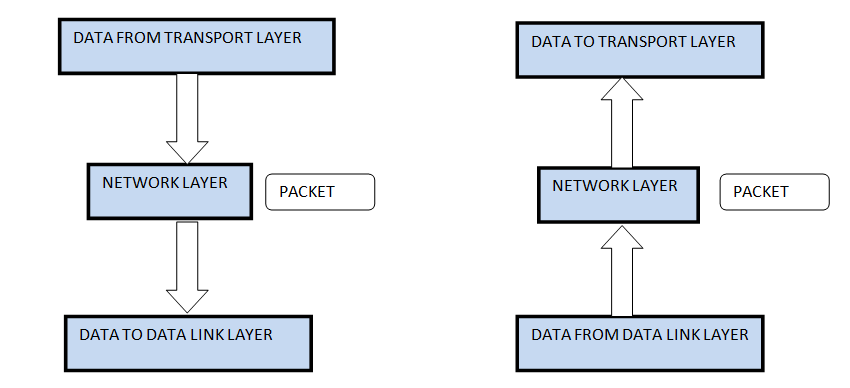 DATA FROM TRANSPORT LAYER
NETWORK LAYER
PACKET
DATA TO DATA LINK LAYER
DATA TO TRANSPORT LAYER
NETWORK LAYER
PACKET
DATA FROM DATA LINK LAYER